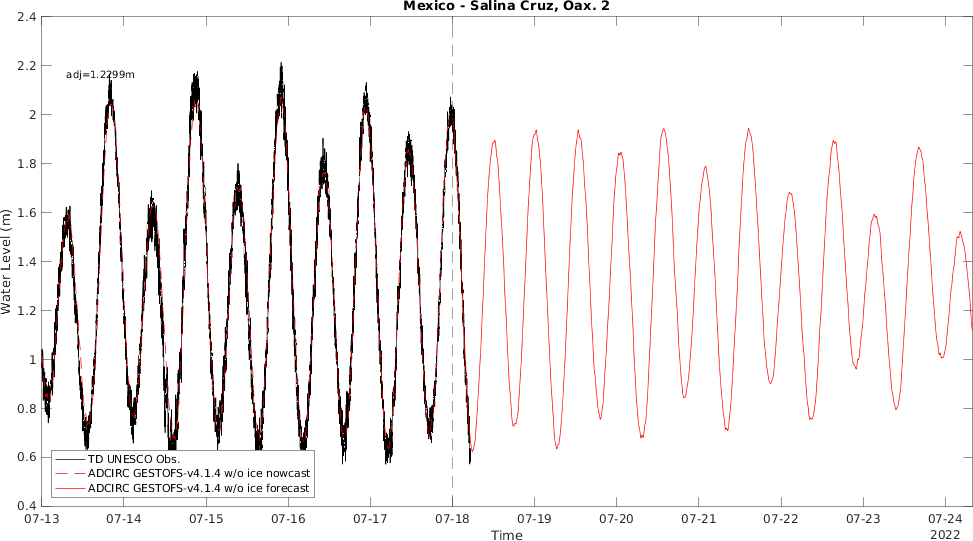 Mexico - Salina Cruz, Oax. 2
2.4
2.2
2
1.8
1.6
1.4
1.2
1
0.8
0.6
0.4
Water Level (m)
adj=1.2299m
TD UNESCO Obs.
ADCIRC GESTOFS-v4.1.4 w/o ice nowcast
ADCIRC GESTOFS-v4.1.4 w/o ice forecast
07-13 07-14 07-15 07-16 07-17 07-18 07-19 07-20 07-21 07-22 07-23 07-24
Time
2022